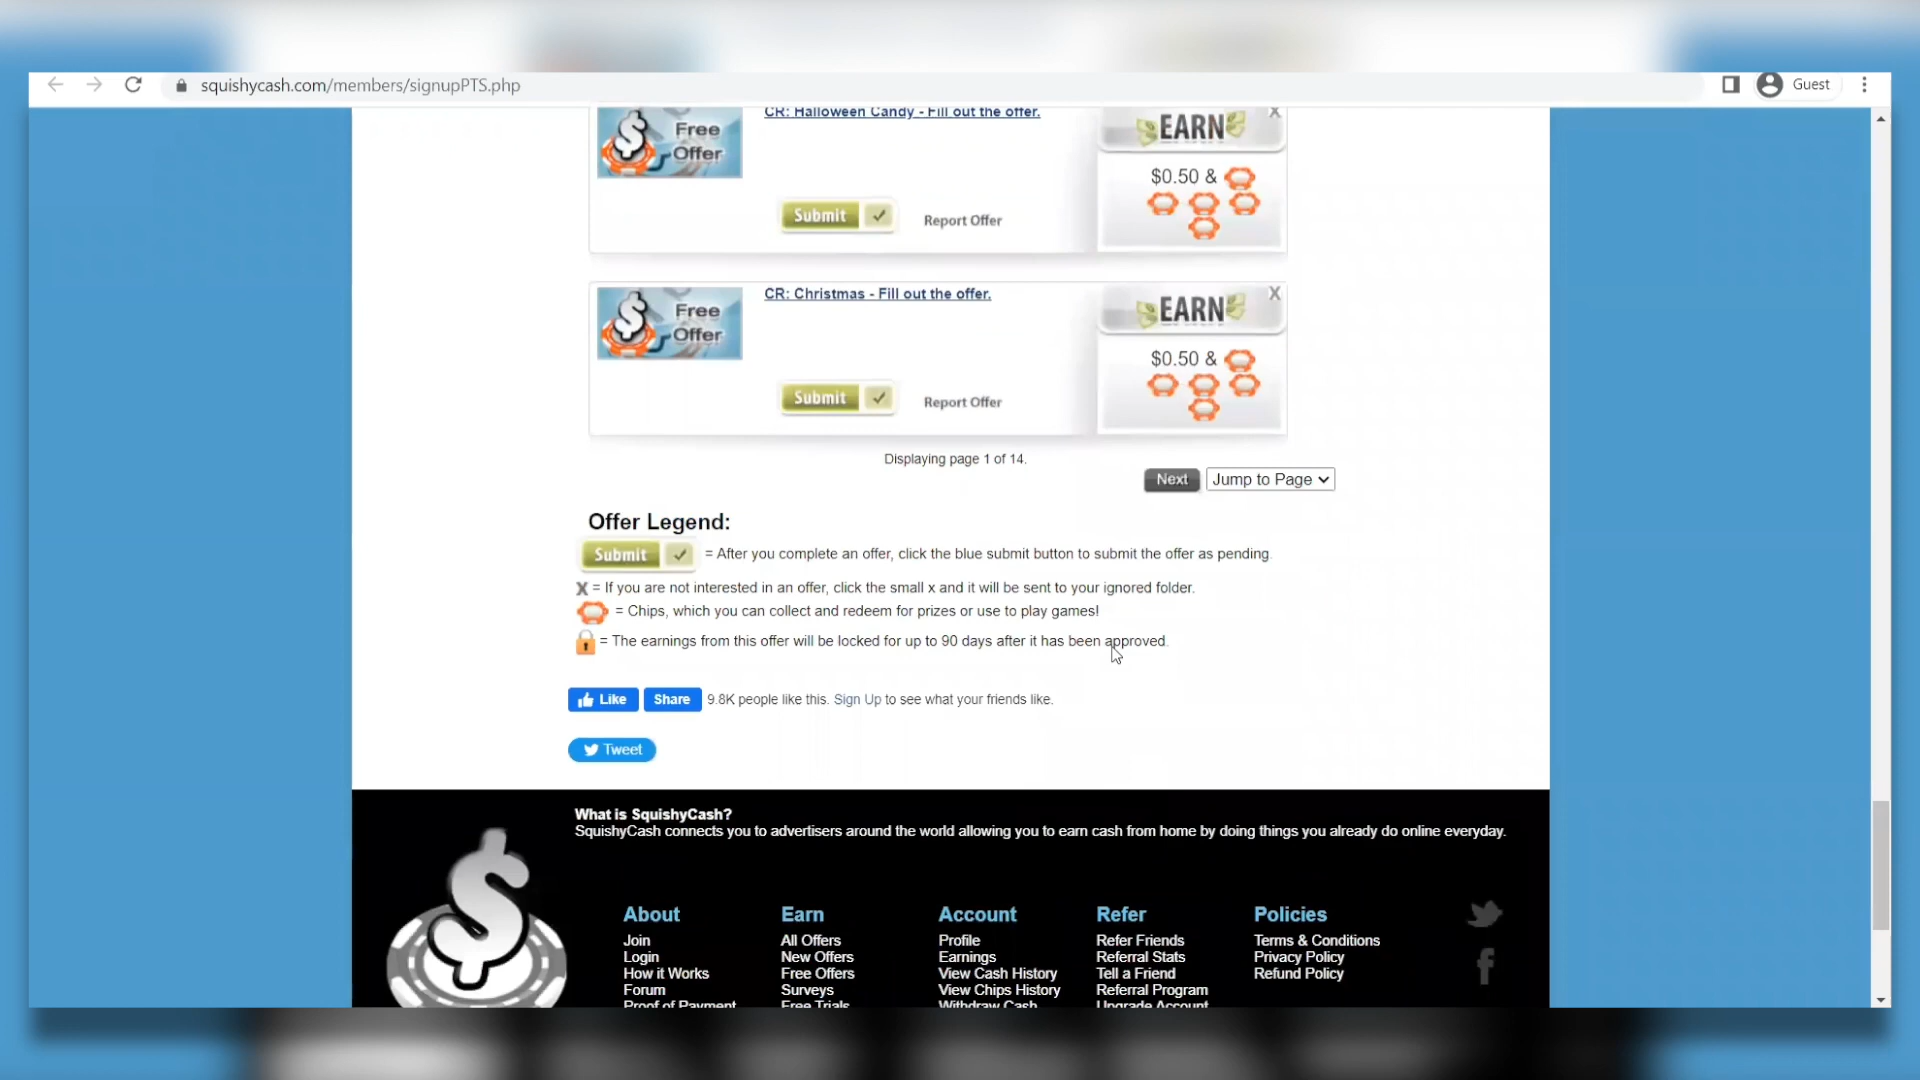 squishycash.com/members/signupPTS.php
Guest
Free Offer
CR: Halloween Candy - Fill out the offer.
X
EARN
$0.50 &
Submit
Report Offer
Free Offer
CR: Christmas - Fill out the offer.
X
EARN
$0.50 &
Submit
Report Offer
Displaying page 1 of 14.
Next
Jump to Page
Offer Legend:
Submit = After you complete an offer, click the blue submit button to submit the offer as pending.
X = If you are not interested in an offer, click the small x and it will be sent to your ignored folder.
= Chips, which you can collect and redeem for prizes or use to play games!
= The earnings from this offer will be locked for up to 90 days after it has been approved.
Like Share 9.8K people like this. Sign Up to see what your friends like.
Tweet
What is SquishyCash?
SquishyCash connects you to advertisers around the world allowing you to earn cash from home by doing things you already do online everyday.
About
Join
Login
How it Works
Forum
Proof of Payment
Earn
All Offers
New Offers
Free Offers
Surveys
Free Trials
Account
Profile
Earnings
View Cash History
View Chips History
Withdraw Cash
Refer
Refer Friends
Referral Stats
Tell a Friend
Referral Program
Upgrade Account
Policies
Terms & Conditions
Privacy Policy
Refund Policy